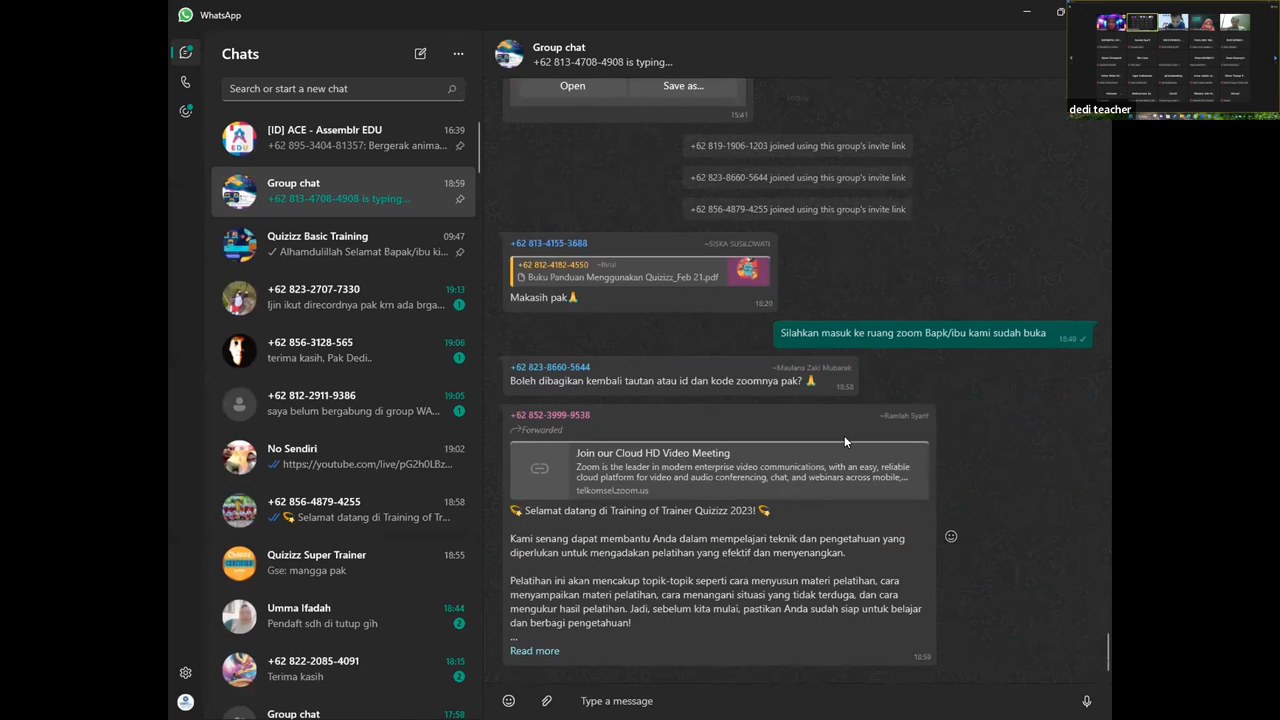 WhatsApp
Chats
Search or start a new chat
[ID] ACE - Assemblr EDU
16:39
+62 895-3404-81357: Bergerak anima...
Group chat
18:59
+62 813-4708-4908 is typing...
Quizizz Basic Training
09:47
Alhamdulillah Selamat Bapak/ibu ki...
+62 823-2707-7330
19:13
Ijin ikut direcordnya pak krn ada brga...
1
+62 856-3128-565
19:06
terima kasih, Pak Dedi..
1
+62 812-2911-9386
19:05
saya belum bergabung di group WA...
1
No Sendiri
19:02
https://youtube.com/live/pG2h0LBz...
+62 856-4879-4255
18:58
Selamat datang di Training of Tr...
Quizizz Super Trainer
18:55
Gse: mangga pak
Umma Ifadah
18:44
Pendaft sdh di tutup gih
2
+62 822-2085-4091
18:15
Terima kasih
2
Group chat
17:58
Group chat
+62 813-4708-4908 is typing...
Open
Save as...
15:41
Today
+62 819-1906-1203 joined using this group's invite link
+62 823-8660-5644 joined using this group's invite link
+62 856-4879-4255 joined using this group's invite link
+62 813-4155-3688
~SISKA SUSILOWATI
+62 812-4182-4550
Buku Panduan Menggunakan Quizizz_Feb 21.pdf
Makasih pak🙏
18:20
Silahkan masuk ke ruang zoom Bapk/ibu kami sudah buka
18:49
+62 823-8660-5644
~Maulana Zaki Mubarak
Boleh dibagikan kembali tautan atau id dan kode zoomnya pak? 🙏
18:58
+62 852-3999-9538
~Ramlah Syarif
Forwarded
Join our Cloud HD Video Meeting
Zoom is the leader in modern enterprise video communications, with an easy, reliable
cloud platform for video and audio conferencing, chat, and webinars across mobile,...
telkomsel.zoom.us
💫 Selamat datang di Training of Trainer Quizizz 2023! 💫
Kami senang dapat membantu Anda dalam mempelajari teknik dan pengetahuan yang
diperlukan untuk mengadakan pelatihan yang efektif dan menyenangkan.
Pelatihan ini akan mencakup topik-topik seperti cara menyusun materi pelatihan, cara
menyampaikan materi pelatihan, cara menangani situasi yang tidak terduga, dan cara
mengukur hasil pelatihan. Jadi, sebelum kita mulai, pastikan Anda sudah siap untuk belajar
dan berbagi pengetahuan!
...
Read more
18:59
Type a message
dedi teacher